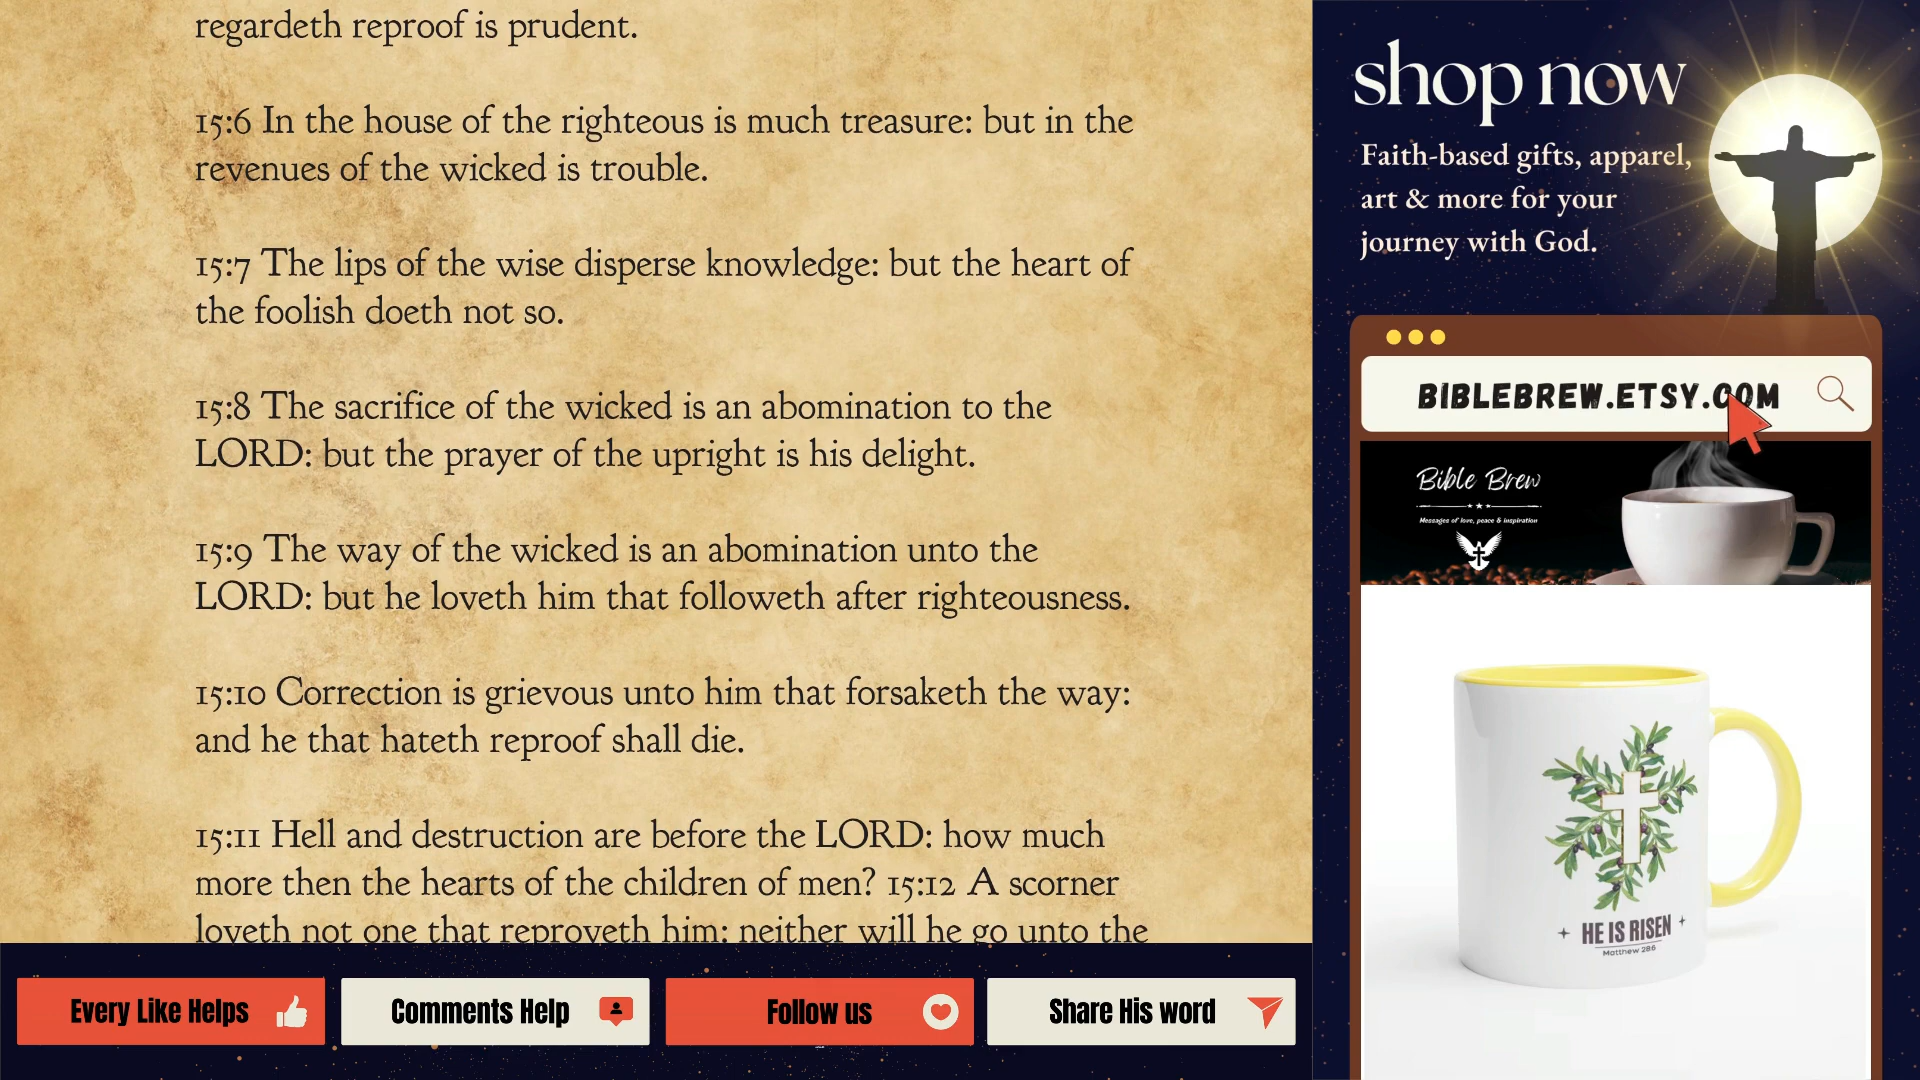 regardeth reproof is prudent.
15:6 In the house of the righteous is much treasure: but in the
revenues of the wicked is trouble.
15:7 The lips of the wise disperse knowledge: but the heart of
the foolish doeth not so.
15:8 The sacrifice of the wicked is an abomination to the
LORD: but the prayer of the upright is his delight.
15:9 The way of the wicked is an abomination unto the
LORD: but he loveth him that followeth after righteousness.
15:10 Correction is grievous unto him that forsaketh the way:
and he that hateth reproof shall die.
15:11 Hell and destruction are before the LORD: how much
more then the hearts of the children of men? 15:12 A scorner
loveth not one that reproveth him: neither will he go unto the
Every Like Helps
Comments Help
Follow us
Share His word
shop now
Faith-based gifts, apparel,
art & more for your
journey with God.
BIBLEBREW.ETSY.COM
Bible Brew
Messages of love, peace & inspiration
HE IS RISEN
Matthew 28:6